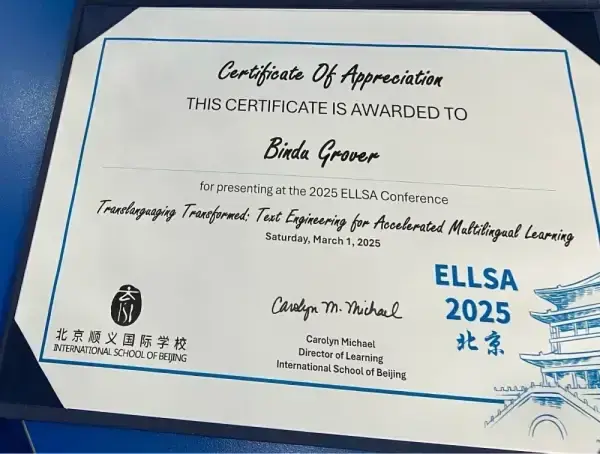 Certificate Of Appreciation
THIS CERTIFICATE IS AWARDED TO
Bindu Grover
for presenting at the 2025 ELLSA Conference
Translanguaging Transformed: Text Engineering for Accelerated Multilingual Learning
Saturday, March 1, 2025
北京顺义国际学校
INTERNATIONAL SCHOOL OF BEIJING
Carolyn M. Michael
Carolyn Michael
Director of Learning
International School of Beijing
ELLSA
2025
北京